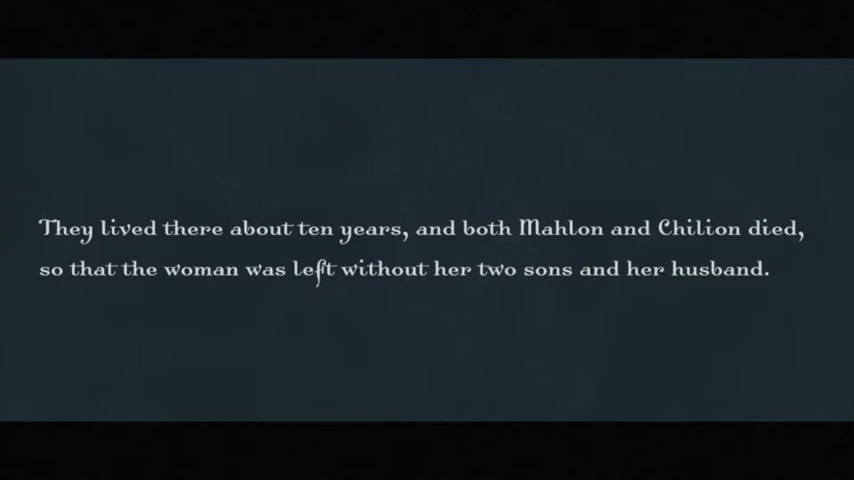 They lived there about ten years, and both Mahlon and Chilion died,
so that the woman was left without her two sons and her husband.